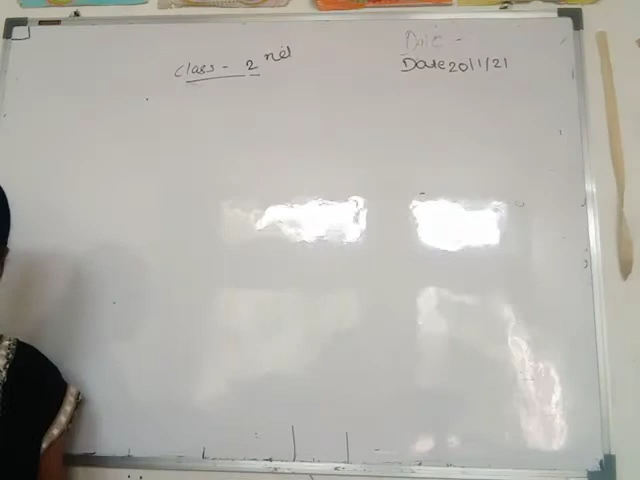 Class - 2nd
Date 20/1/21